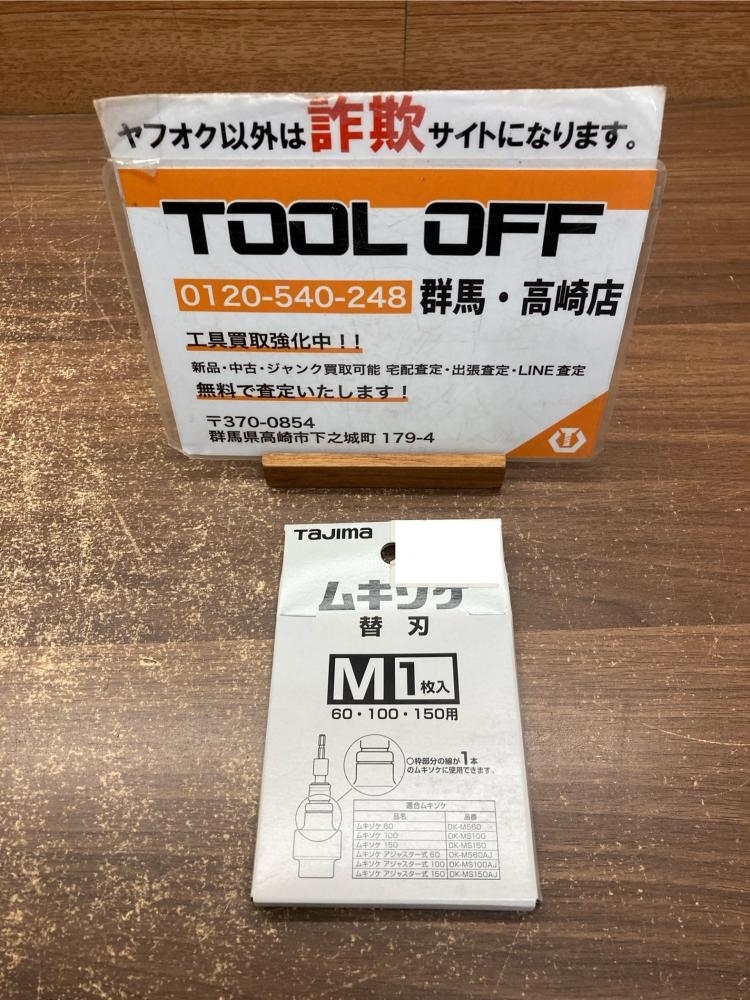 ヤフオク以外は詐欺サイトになります。
TOOL OFF
0120-540-248 群馬・高崎店
工具買取強化中！！
新品・中古・ジャンク買取可能 宅配査定・出張査定・LINE査定
無料で査定いたします！
〒370-0854
群馬県高崎市下之城町 179-4
TAJIMA
ムキソケ
替刃
M 1枚入
60・100・150用
○枠部分の線が1本
のムキソケに使用できます。
適合ムキソケ
品名 品番
ムキソケ 60 DK-MS60
ムキソケ 100 DK-MS100
ムキソケ 150 DK-MS150
ムキソケ アジャスター式 60 DK-MS60AJ
ムキソケ アジャスター式 100 DK-MS100AJ
ムキソケ アジャスター式 150 DK-MS150AJ